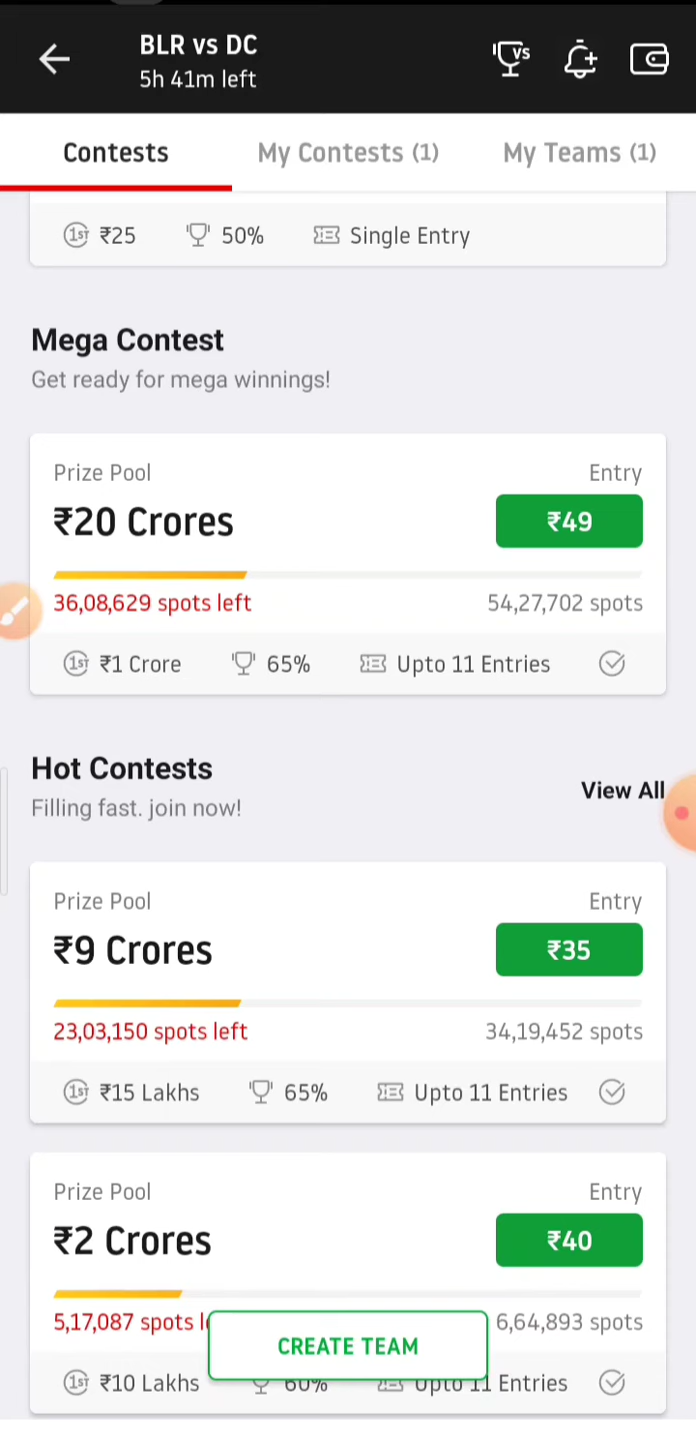 BLR vs DC
5h 41m left
VS
Contests
My Contests (1)
My Teams (1)
1ST ₹25 50% Single Entry
Mega Contest
Get ready for mega winnings!
Prize Pool Entry
₹20 Crores ₹49
36,08,629 spots left 54,27,702 spots
1ST ₹1 Crore 65% Upto 11 Entries
Hot Contests
View All
Filling fast. join now!
Prize Pool Entry
₹9 Crores ₹35
23,03,150 spots left 34,19,452 spots
1ST ₹15 Lakhs 65% Upto 11 Entries
Prize Pool Entry
₹2 Crores ₹40
5,17,087 spots 6,64,893 spots
CREATE TEAM
1ST ₹10 Lakhs 60% Upto 11 Entries